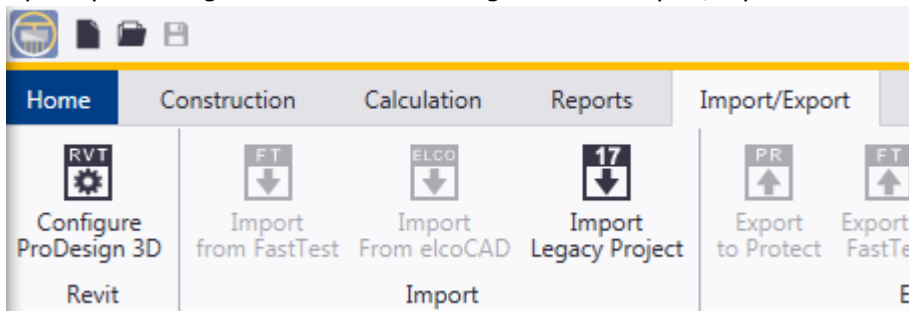 Home Construction Calculation Reports Import/Export
RVT FT ELCO 17 PR FT
Configure Import Import Import Export Export
ProDesign 3D from FastTest From elcoCAD Legacy Project to Protect
Revit Import